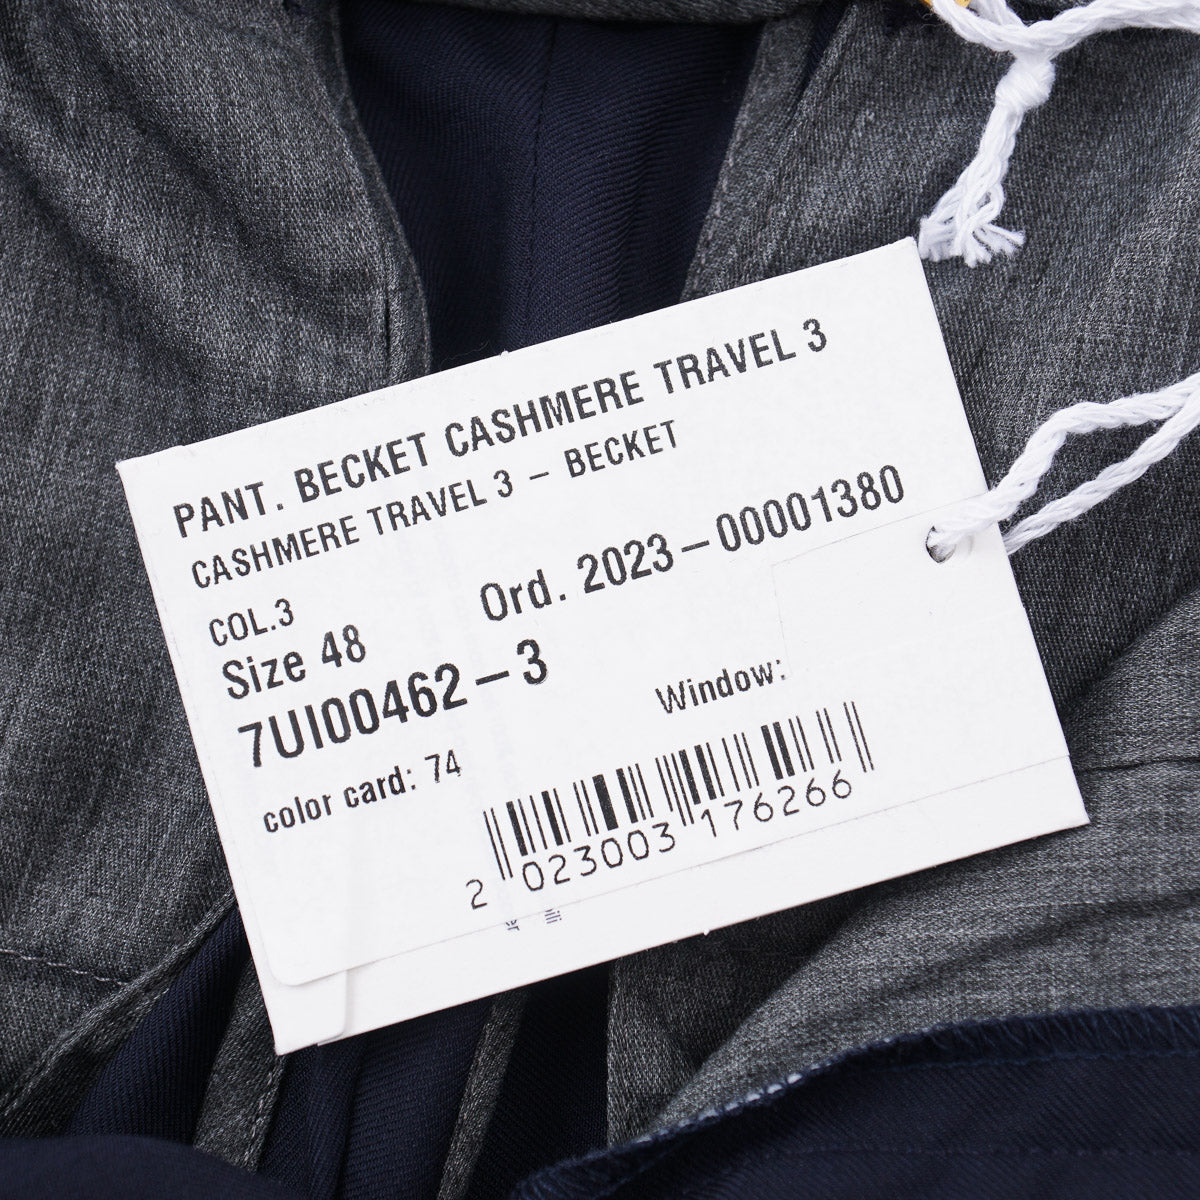 PANT. BECKET CASHMERE TRAVEL 3
CASHMERE TRAVEL 3 - BECKET
COL.3
Ord. 2023-00001380
Size 48
7UI00462-3
Window:
color card: 74
2 023003 176266